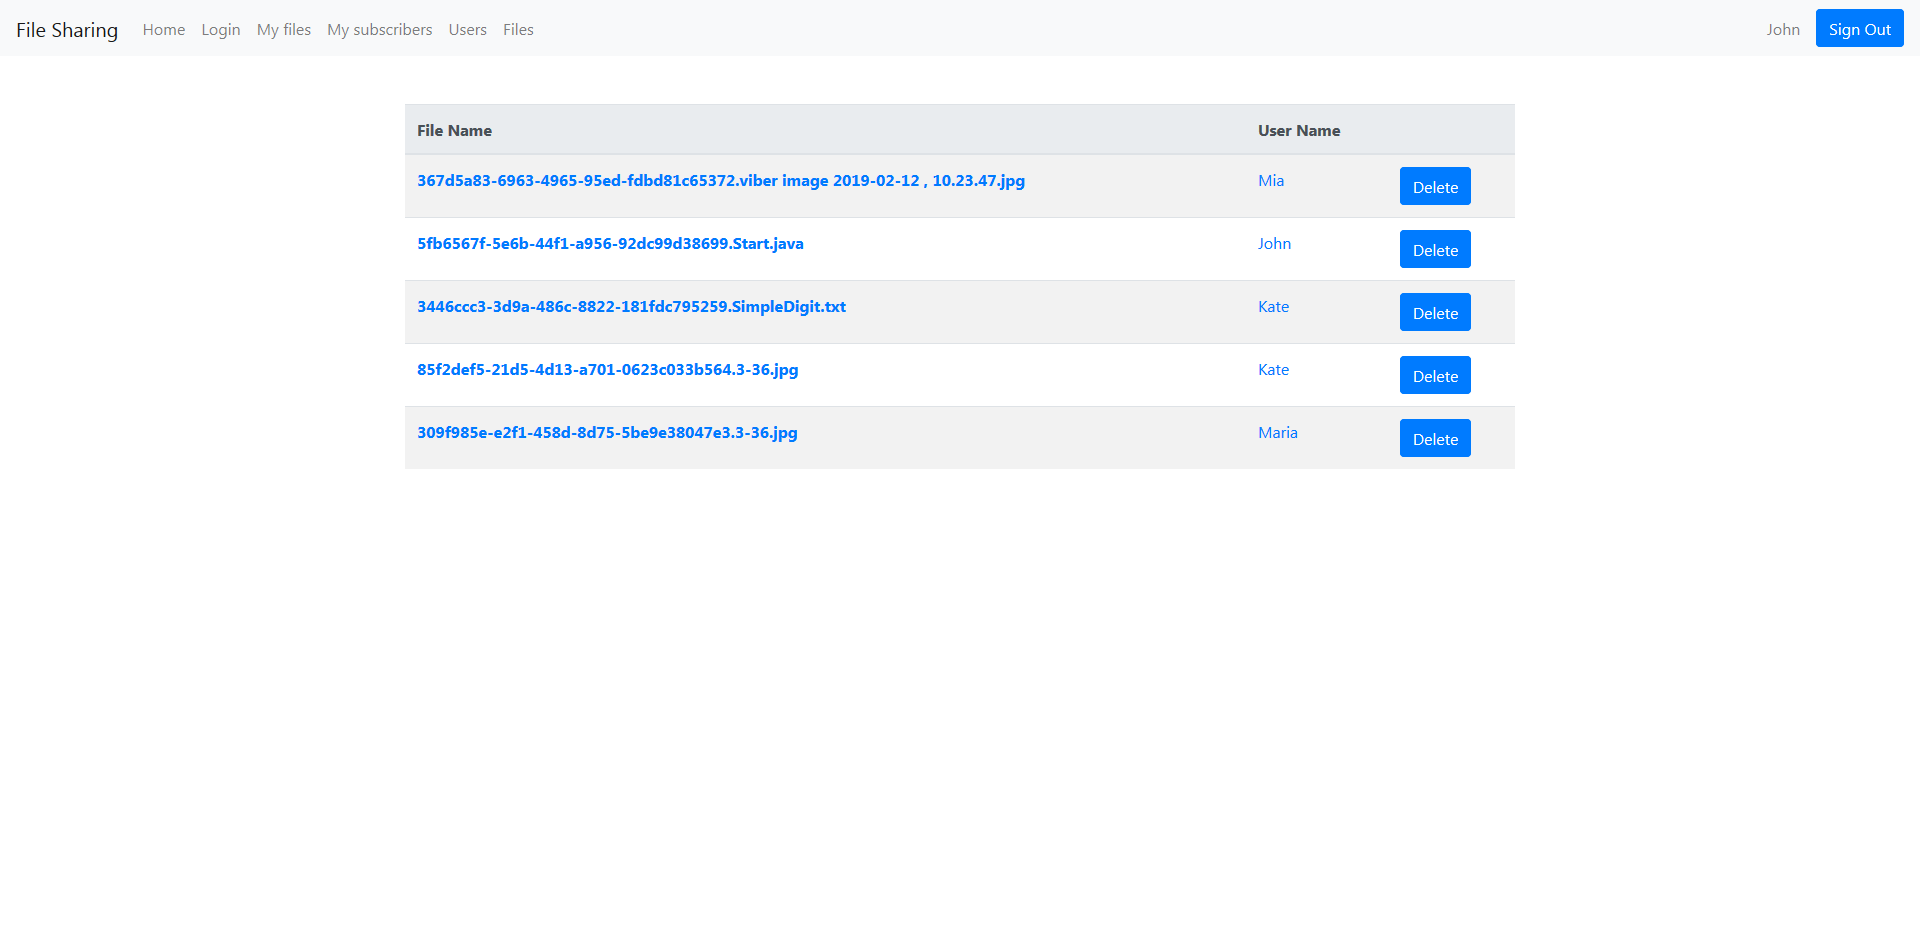 File Sharing Home Login My files My subscribers Users Files John Sign Out
File Name User Name
367d5a83-6963-4965-95ed-fdbd81c65372.viber image 2019-02-12 , 10.23.47.jpg Mia Delete
5fb6567f-5e6b-44f1-a956-92dc99d38699.Start.java John Delete
3446ccc3-3d9a-486c-8822-181fdc795259.SimpleDigit.txt Kate Delete
85f2def5-21d5-4d13-a701-0623c033b564.3-36.jpg Kate Delete
309f985e-e2f1-458d-8d75-5be9e38047e3.3-36.jpg Maria Delete